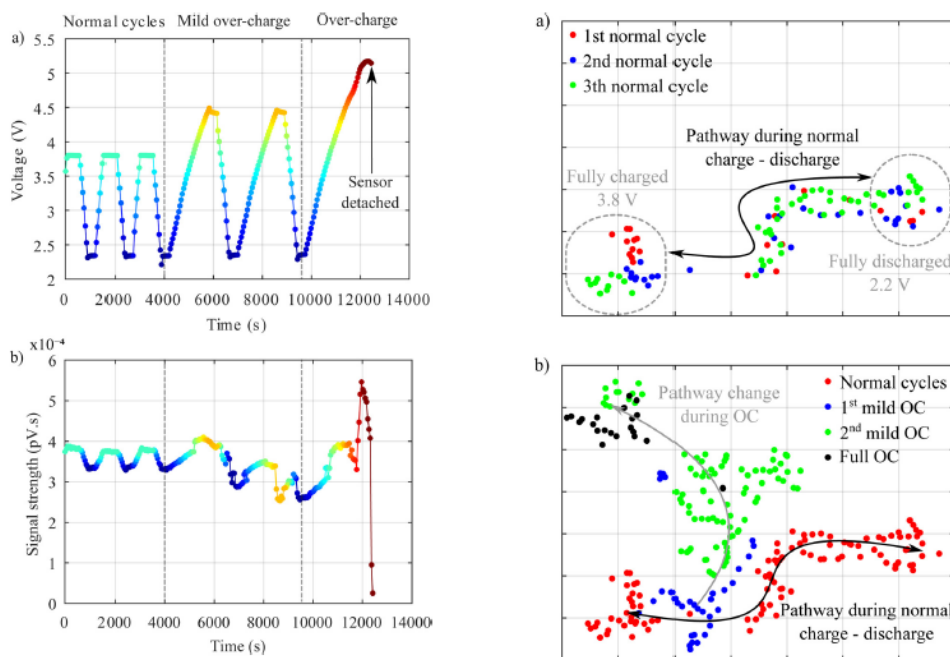 Normal cycles Mild over-charge Över-charge
a)
5.5
5
4.5
4
3.5
3
2.5
2
Voltage (V)
Sensor
detached
0 2000 4000 6000 8000 10000 12000 14000
Time (s)
b)
×10⁻⁴
6
5
4
3
2
1
0
Signal strength (pV.s)
0 2000 4000 6000 8000 10000 12000 14000
Time (s)
a)
1st normal cycle
2nd normal cycle
3th normal cycle
Pathway during normal
charge - discharge
Fully charged
3.8 V
Fully discharged
2.2 V
b)
Normal cycles
1st mild OC
2nd mild OC
Full OC
Pathway change
during OC
Pathway during normal
charge - discharge